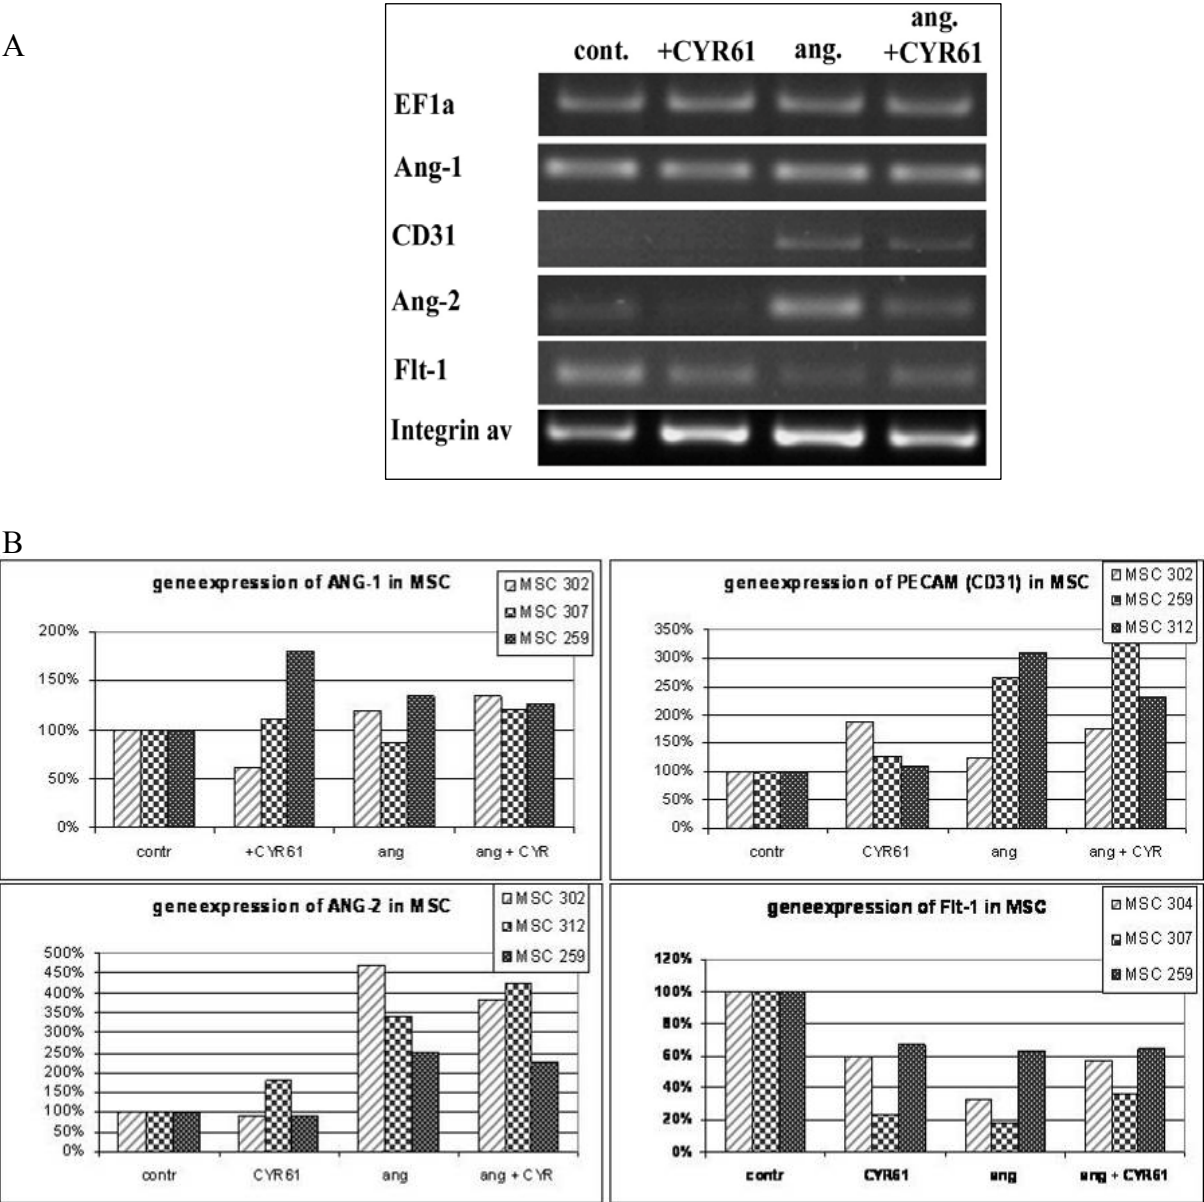 A
cont. +CYR61 ang. ang. +CYR61
EF1a
Ang-1
CD31
Ang-2
Flt-1
Integrin av
B
geneexpression of ANG-1 in MSC
MSC 302
MSC 307
MSC 259
200%
150%
100%
50%
0%
contr +CYR61 ang ang + CYR
geneexpression of PECAM (CD31) in MSC
MSC 302
MSC 259
MSC 312
350%
300%
250%
200%
150%
100%
50%
0%
contr CYR61 ang ang + CYR
geneexpression of ANG-2 in MSC
MSC 302
MSC 312
MSC 259
500%
450%
400%
350%
300%
250%
200%
150%
100%
50%
0%
contr CYR61 ang ang + CYR
geneexpression of Flt-1 in MSC
MSC 304
MSC 307
MSC 259
120%
100%
80%
60%
40%
20%
0%
contr CYR61 ang ang + CYR61